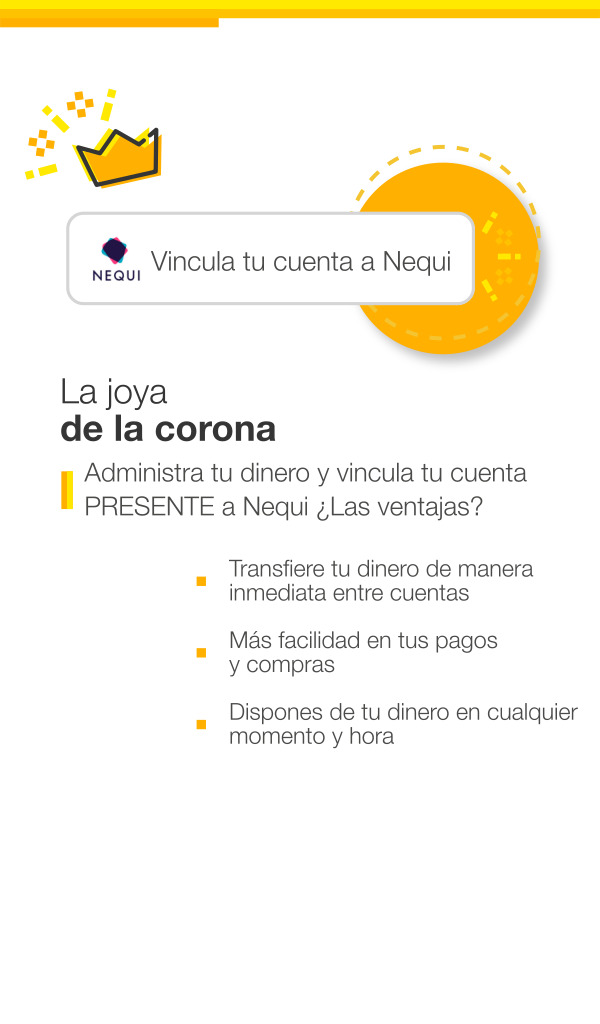 NEQUI
Vincula tu cuenta a Nequi
La joya
de la corona
Administra tu dinero y vincula tu cuenta
PRESENTE a Nequi ¿Las ventajas?
Transfiere tu dinero de manera
inmediata entre cuentas
Más facilidad en tus pagos
y compras
Dispones de tu dinero en cualquier
momento y hora